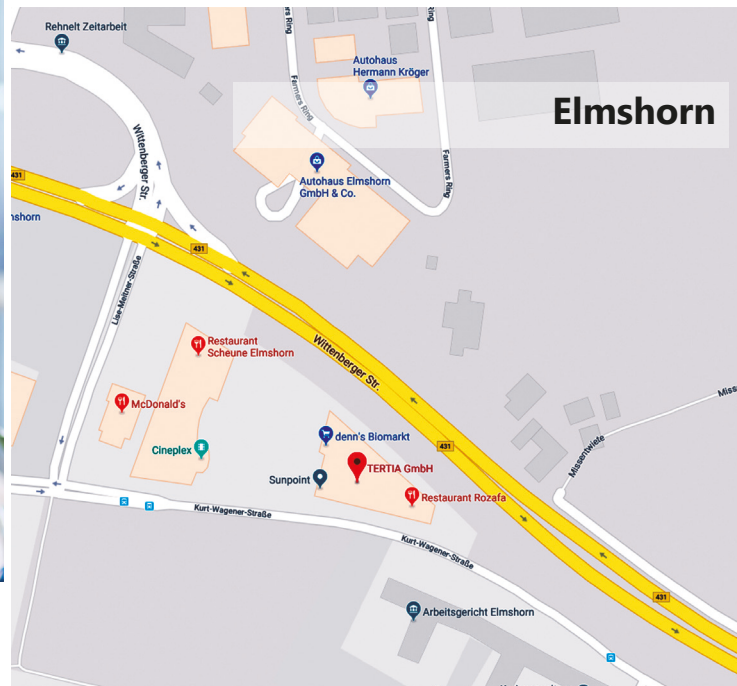 Rehnelt Zeitarbeit
Farmers Ring
Autohaus
Hermann Kröger
Elmshorn
Wittenberger Str.
Farmers Ring
Autohaus Elmshorn
GmbH & Co.
431
431
Lise-Meitner-Straße
Restaurant
Scheune Elmshorn
Wittenberger Str.
McDonald's
denn's Biomarkt
431
Cineplex
TERTIA GmbH
Sunpoint
Restaurant Rozafa
Missentwiete
Kurt-Wagener-Straße
Kurt-Wagener-Straße
431
Arbeitsgericht Elmshorn